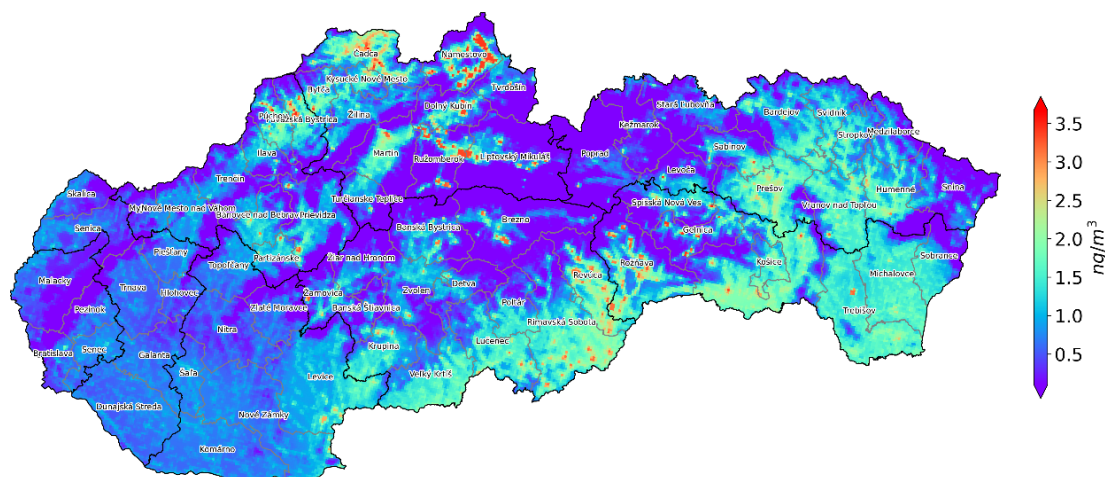 Čadca
Námestovo
Kysucké Nové Mesto
Bytča
Tvrdošín
Dolný Kubín
Púchov
Považská Bystrica
Žilina
Stará Ľubovňa
Bardejov
Svidník
Kežmarok
Stropkov
Medzilaborce
Ilava
Martin
Ružomberok
Liptovský Mikuláš
Poprad
Sabinov
Levoča
Trenčín
Prešov
Humenné
Snina
Skalica
Turčianske Teplice
Spišská Nová Ves
Vranov nad Topľou
Nové Mesto nad Váhom
Bánovce nad Bebravou
Prievidza
Senica
Brezno
Banská Bystrica
Gelnica
Piešťany
Partizánske
Topoľčany
Žiar nad Hronom
Rožňava
Košice
Sobrance
Revúca
Michalovce
Malacky
Trnava
Hlohovec
Žarnovica
Zvolen
Detva
Poltár
Pezinok
Zlaté Moravce
Banská Štiavnica
Trebišov
Nitra
Rimavská Sobota
Bratislava
Senec
Galanta
Krupina
Lučenec
Šaľa
Levice
Veľký Krtíš
Dunajská Streda
Nové Zámky
Komárno
3.5
3.0
2.5
2.0
1.5
1.0
0.5
ng/m³